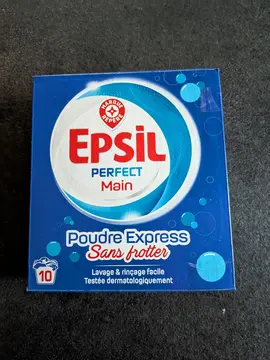 MARQUE
REPÈRE
EPSIL
PERFECT
Main
Poudre Express
Sans frotter
10
Lavage & rinçage facile
Testée dermatologiquement